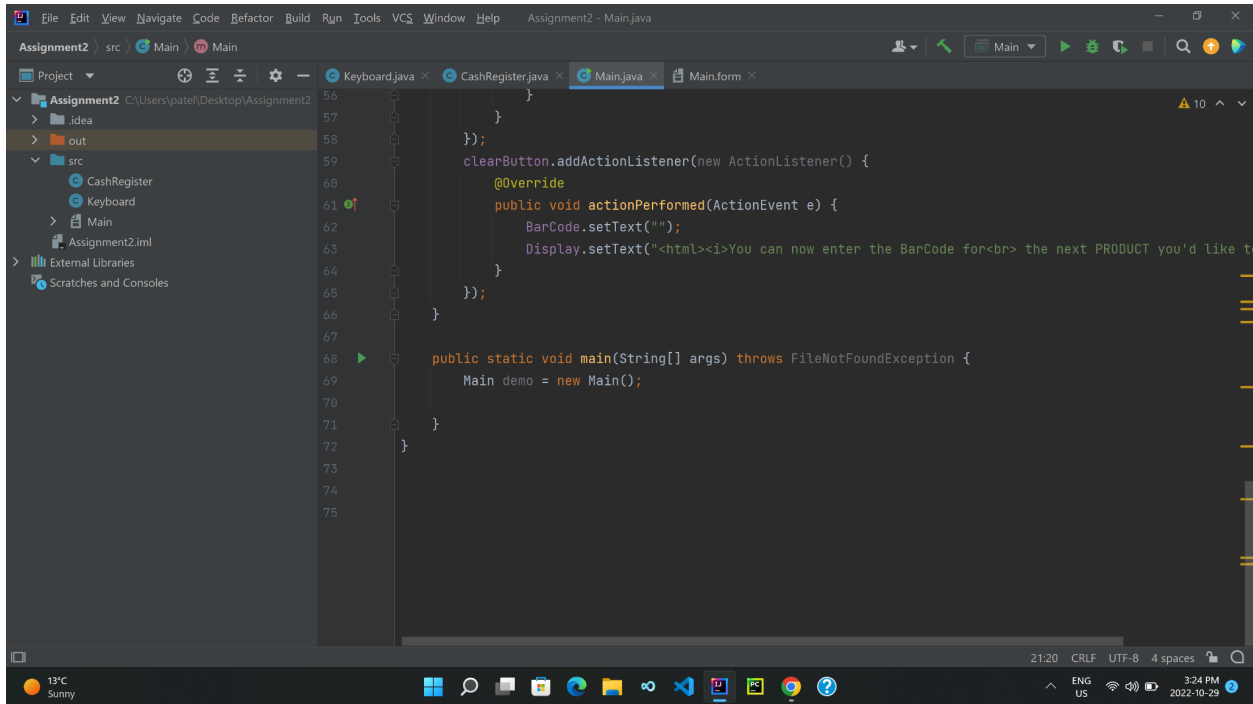 File Edit View Navigate Code Refactor Build Run Tools VCS Window Help Assignment2 - Main.java
Assignment2 src Main Main Main
Project Keyboard.java CashRegister.java Main.java Main.form
Assignment2 C:\Users\patel\Desktop\Assignment2
.idea
out
src
CashRegister
Keyboard
Main
Assignment2.iml
External Libraries
Scratches and Consoles
10
56 }
57 }
58 });
59 clearButton.addActionListener(new ActionListener() {
60 @Override
61 public void actionPerformed(ActionEvent e) {
62 BarCode.setText("");
63 Display.setText("<html><i>You can now enter the BarCode for<br> the next PRODUCT you'd like t
64 }
65 });
66 }
67
68 public static void main(String[] args) throws FileNotFoundException {
69 Main demo = new Main();
70
71 }
72 }
73
74
75
21:20 CRLF UTF-8 4 spaces
13°C
Sunny
ENG
US
3:24 PM
2022-10-29
2